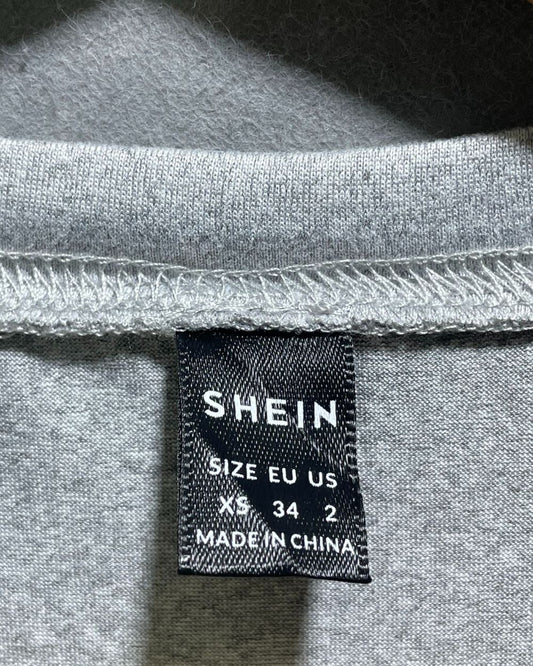 SHEIN
SIZE EU US
XS 34 2
MADE IN CHINA